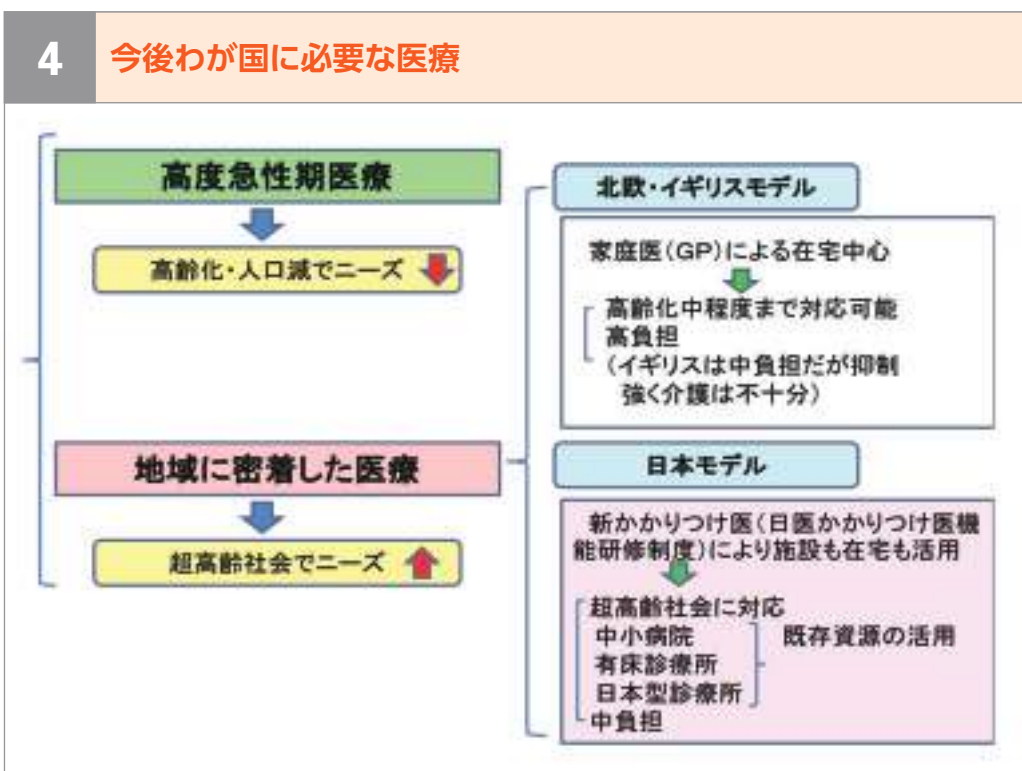 4
今後わが国に必要な医療
高度急性期医療
高齢化・人口減でニーズ
地域に密着した医療
超高齢社会でニーズ
北欧・イギリスモデル
家庭医(GP)による在宅中心
高齢化中程度まで対応可能
高負担
(イギリスは中負担だが抑制
強く介護は不十分)
日本モデル
新かかりつけ医(日医かかりつけ医機
能研修制度)により施設も在宅も活用
超高齢社会に対応
中小病院
有床診療所
日本型診療所
既存資源の活用
中負担